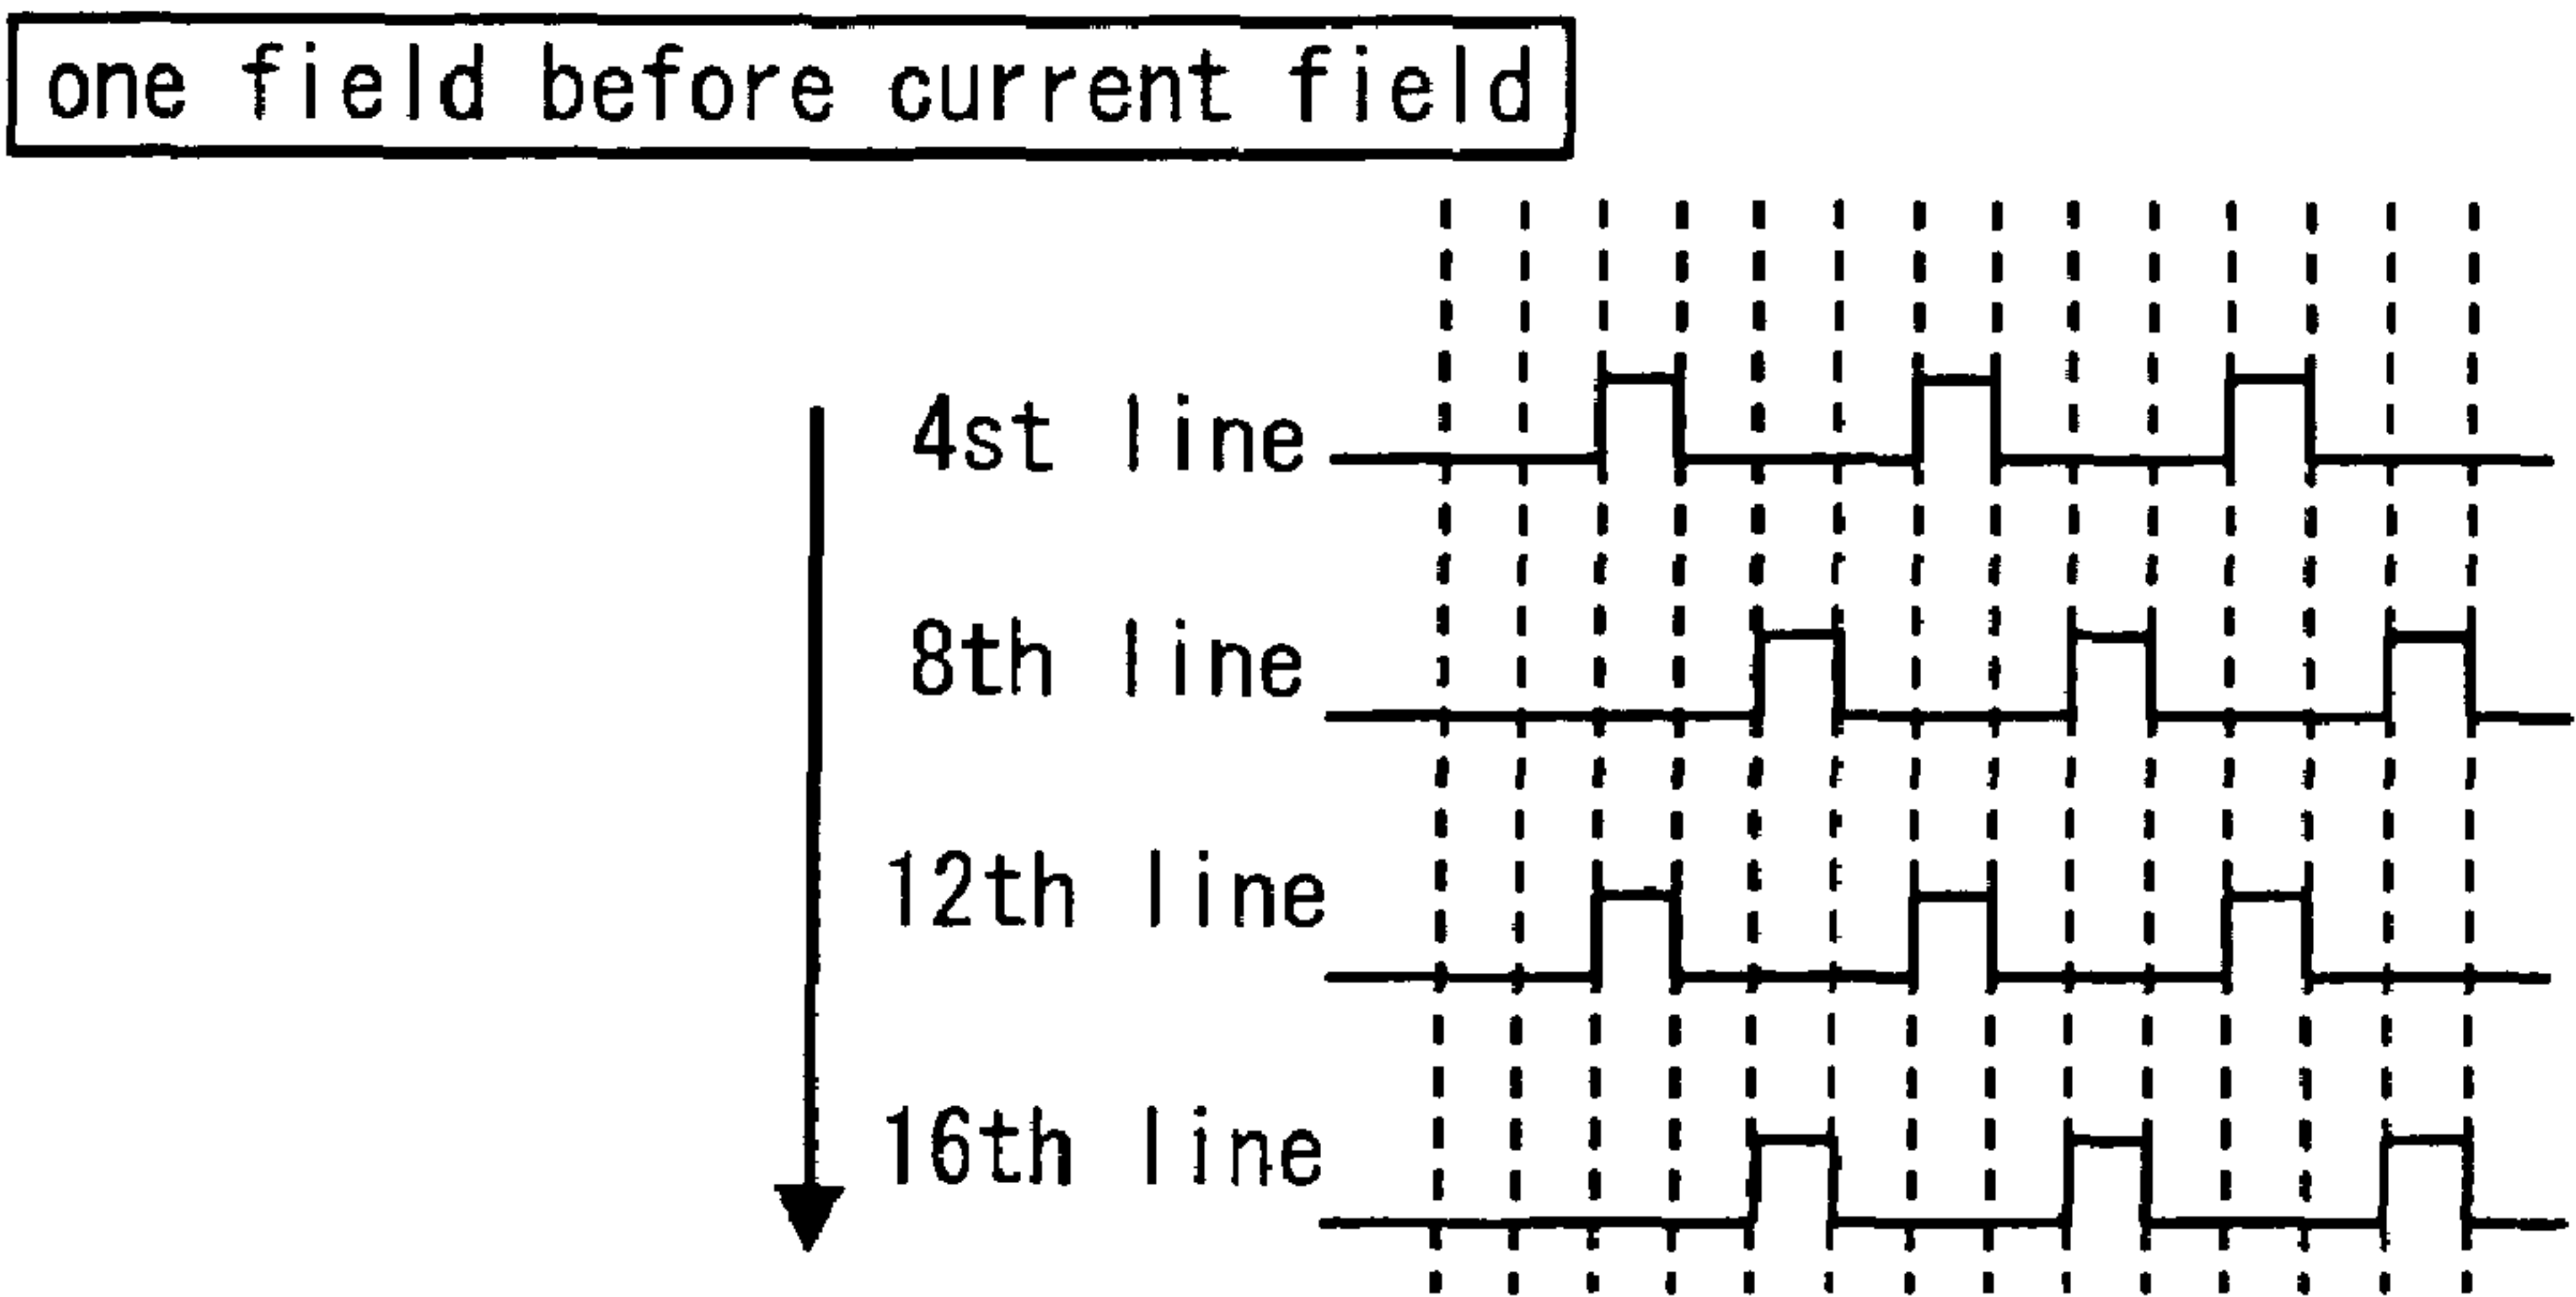 one field before current field
4st line
8th line
12th line
16th line